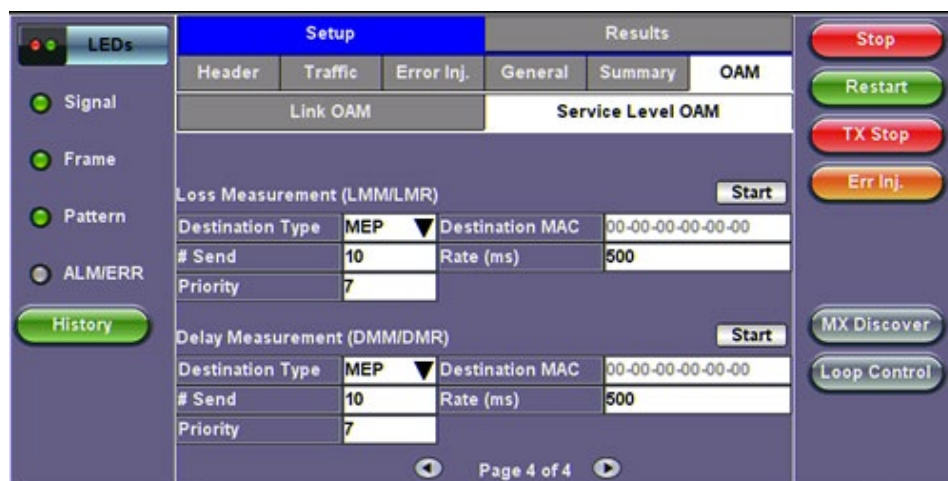 LEDs
Signal
Frame
Pattern
ALM/ERR
History
Setup Results
Header Traffic Error Inj. General Summary OAM
Link OAM Service Level OAM
Loss Measurement (LMM/LMR) Start
Destination Type MEP Destination MAC 00-00-00-00-00-00
# Send 10 Rate (ms) 500
Priority 7
Delay Measurement (DMM/DMR) Start
Destination Type MEP Destination MAC 00-00-00-00-00-00
# Send 10 Rate (ms) 500
Priority 7
Page 4 of 4
Stop
Restart
TX Stop
Err Inj.
MX Discover
Loop Control